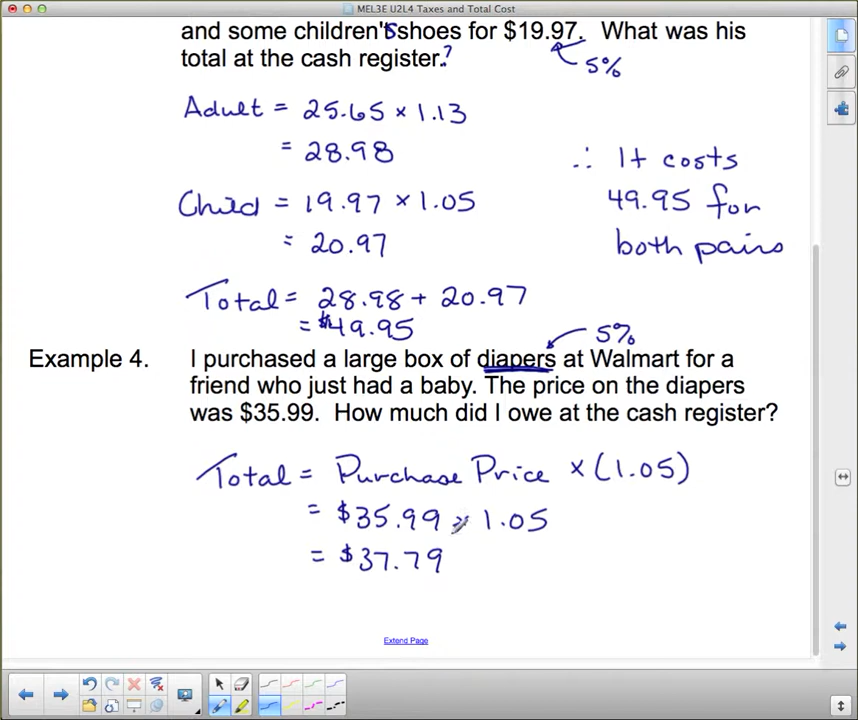 MEL3E U2L4 Taxes and Total Cost
and some children's shoes for $19.97. What was his
total at the cash register.?
5%
Adult = 25.65 × 1.13
= 28.98
Child = 19.97 × 1.05
= 20.97
Total = 28.98 + 20.97
= $49.95
∴ It costs
49.95 for
both pairs
5%
Example 4. I purchased a large box of diapers at Walmart for a
friend who just had a baby. The price on the diapers
was $35.99. How much did I owe at the cash register?
Total = Purchase Price × (1.05)
= $35.99 × 1.05
= $37.79
Extend Page